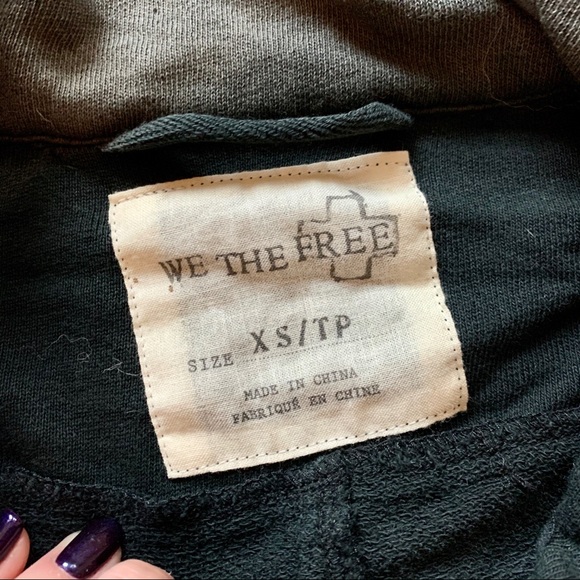 WE THE FREE
SIZE XS/TP
MADE IN CHINA
FABRIQUÉ EN CHINE